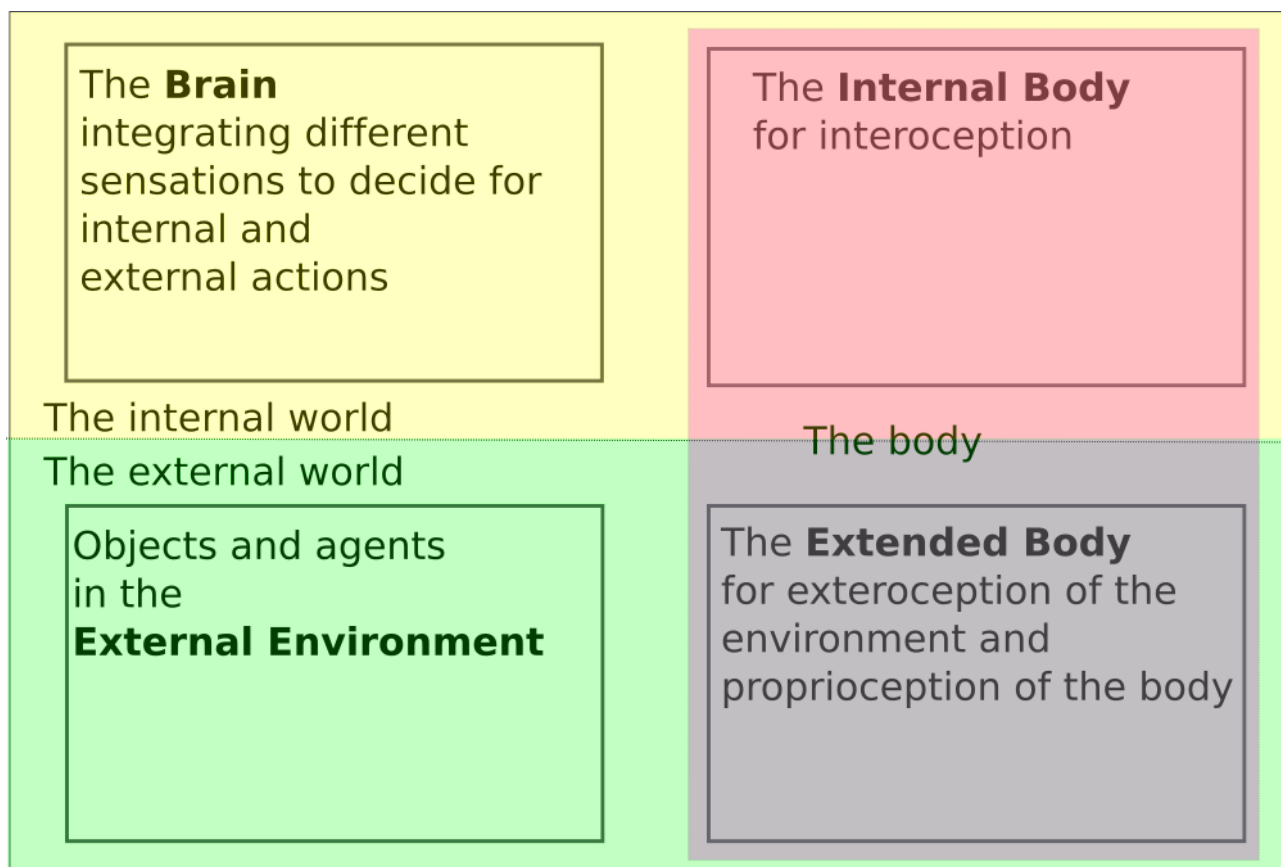 The Brain
integrating different
sensations to decide for
internal and
external actions
The Internal Body
for interoception
The internal world
The body
The external world
Objects and agents
in the
External Environment
The Extended Body
for exteroception of the
environment and
proprioception of the body